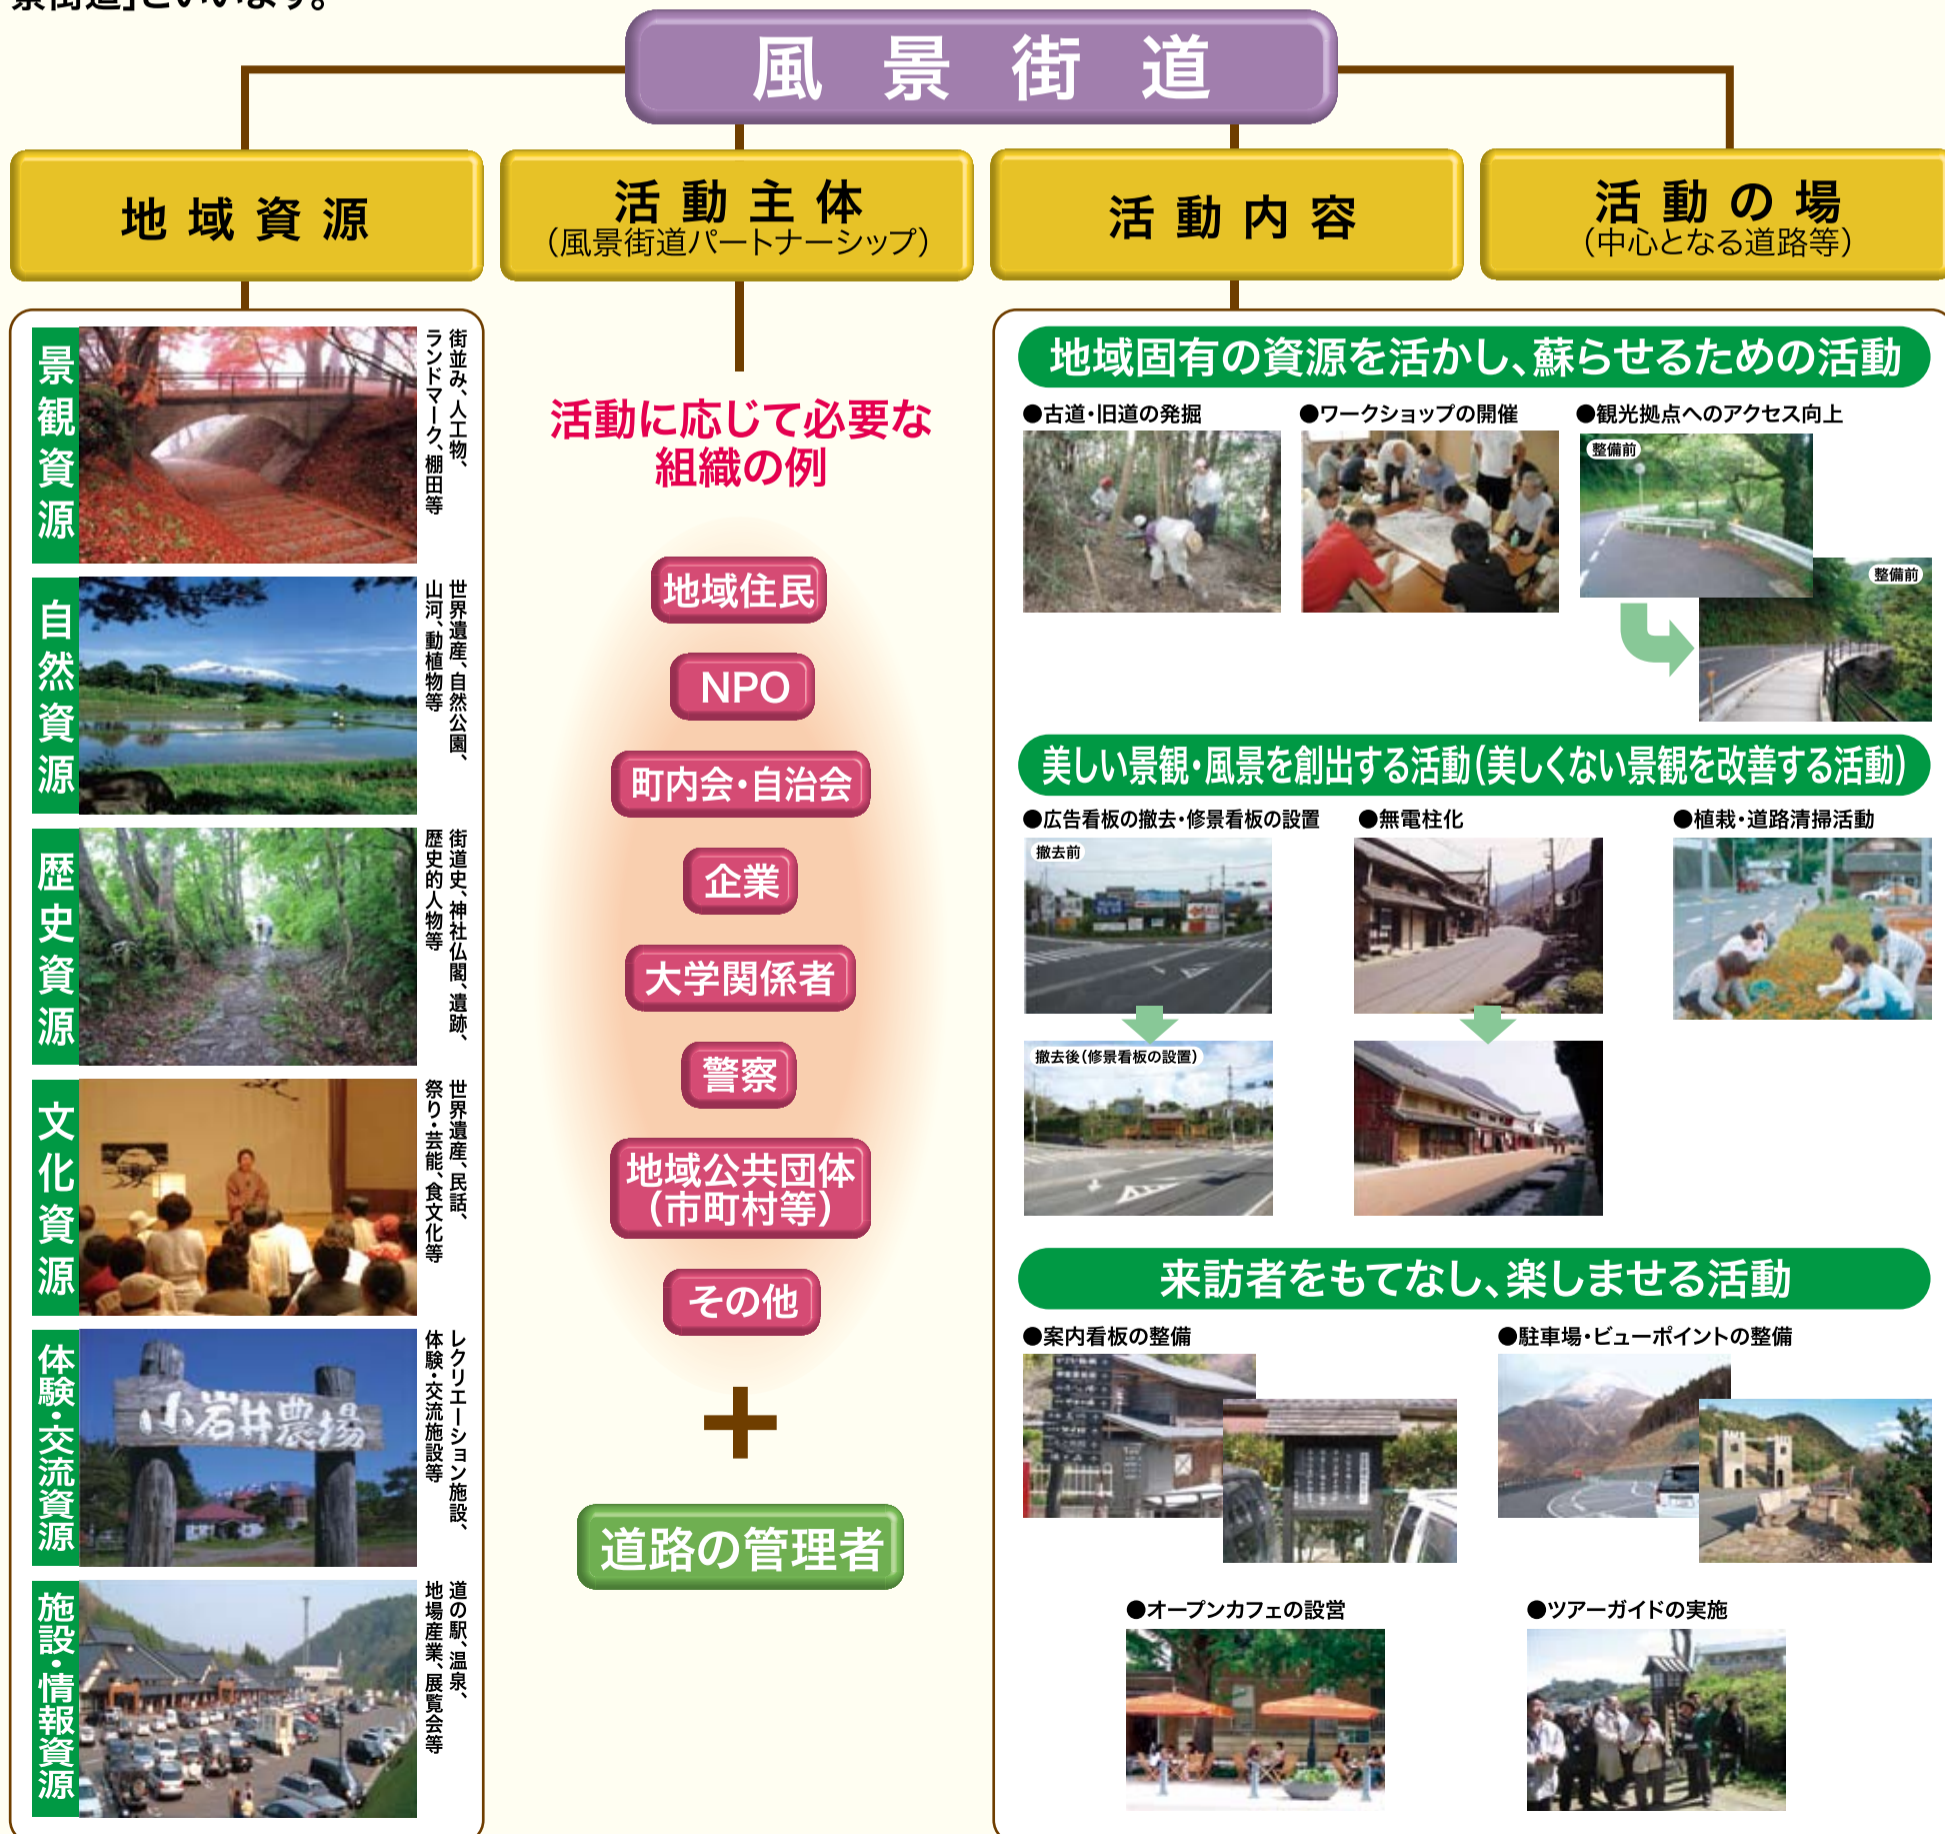 景街道」といいます。
風景街道
地域資源
活動主体
(風景街道パートナーシップ)
活動内容
活動の場
(中心となる道路等)
景観資源
街並み、人工物、
ランドマーク、棚田等
自然資源
世界遺産、自然公園、
山河、動植物等
歴史資源
街道史、神社仏閣、遺跡、
歴史的人物等
文化資源
世界遺産、民話、
祭り・芸能、食文化等
体験・交流資源
小岩井農場
レクリエーション施設、
体験・交流施設等
施設・情報資源
道の駅、温泉、
地場産業、展覧会等
活動に応じて必要な
組織の例
地域住民
NPO
町内会・自治会
企業
大学関係者
警察
地域公共団体
(市町村等)
その他
+
道路の管理者
地域固有の資源を活かし、蘇らせるための活動
●古道・旧道の発掘
●ワークショップの開催
●観光拠点へのアクセス向上
整備前
整備前
美しい景観・風景を創出する活動(美しくない景観を改善する活動)
●広告看板の撤去・修景看板の設置
●無電柱化
●植栽・道路清掃活動
撤去前
撤去後(修景看板の設置)
来訪者をもてなし、楽しませる活動
●案内看板の整備
●駐車場・ビューポイントの整備
●オープンカフェの設営
●ツアーガイドの実施